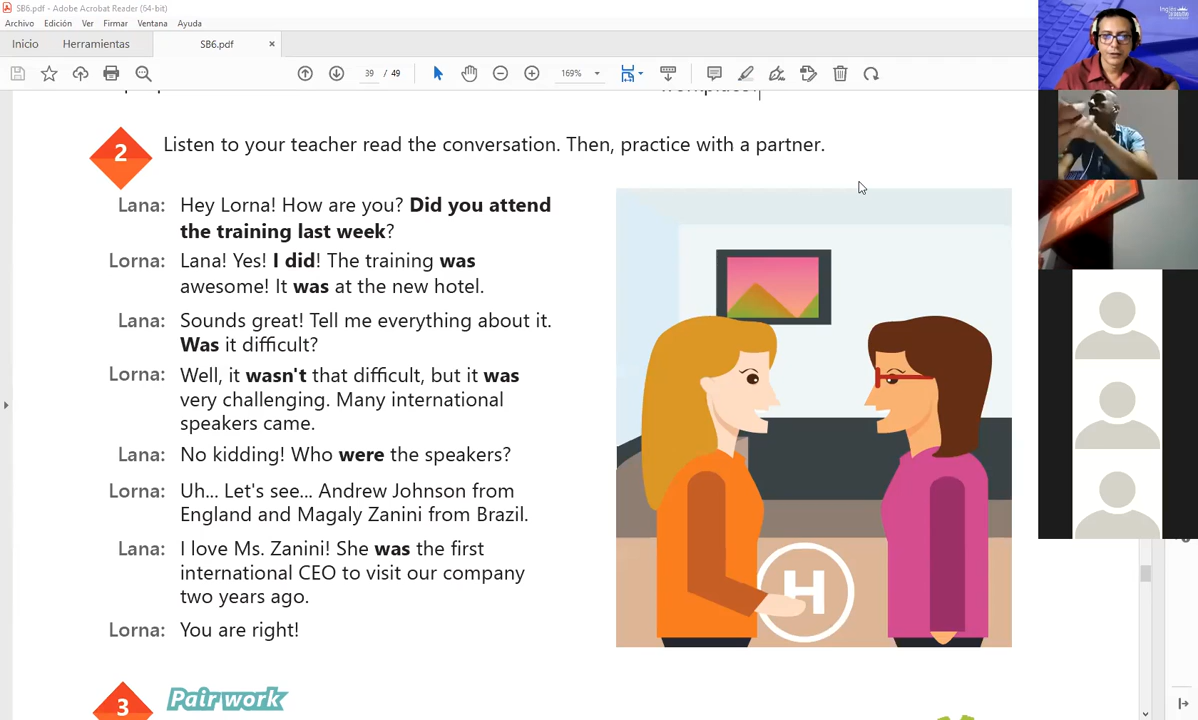 SB6.pdf - Adobe Acrobat Reader (64-bit)
Archivo Edición Ver Firmar Ventana Ayuda
Inicio Herramientas SB6.pdf ×
39 / 49 169%
2 Listen to your teacher read the conversation. Then, practice with a partner.
Lana: Hey Lorna! How are you? Did you attend
the training last week?
Lorna: Lana! Yes! I did! The training was
awesome! It was at the new hotel.
Lana: Sounds great! Tell me everything about it.
Was it difficult?
Lorna: Well, it wasn't that difficult, but it was
very challenging. Many international
speakers came.
Lana: No kidding! Who were the speakers?
Lorna: Uh... Let's see... Andrew Johnson from
England and Magaly Zanini from Brazil.
Lana: I love Ms. Zanini! She was the first
international CEO to visit our company
two years ago.
Lorna: You are right!
H
3 Pair work